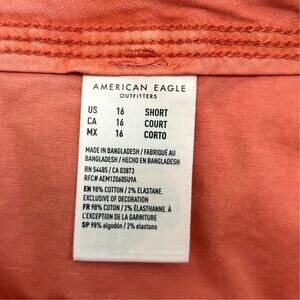 AMERICAN EAGLE
OUTFITTERS
US 16 SHORT
CA 16 COURT
MX 16 CORTO
MADE IN BANGLADESH / FABRIQUÉ AU
BANGLADESH / HECHO EN BANGLADESH
RN 54485 / CA 03873
RFC# AEM120605U9A
EN 98% COTTON / 2% ELASTANE.
EXCLUSIVE OF DECORATION
FR 98% COTON / 2% ÉLASTHANNE. À
L'EXCEPTION DE LA GARNITURE
SP 98% algodón / 2% elastano